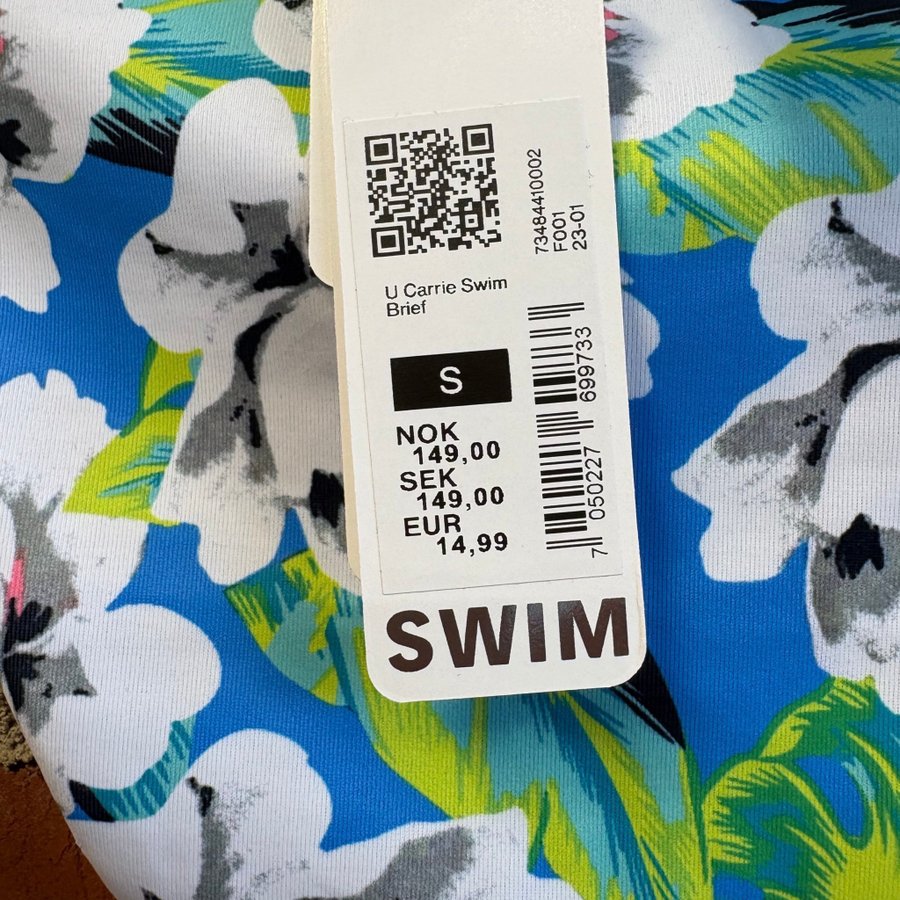 73484410002
F001
23-01
U Carrie Swim
Brief
S
NOK
149,00
SEK
149,00
EUR
14,99
7 050227 699733
SWIM